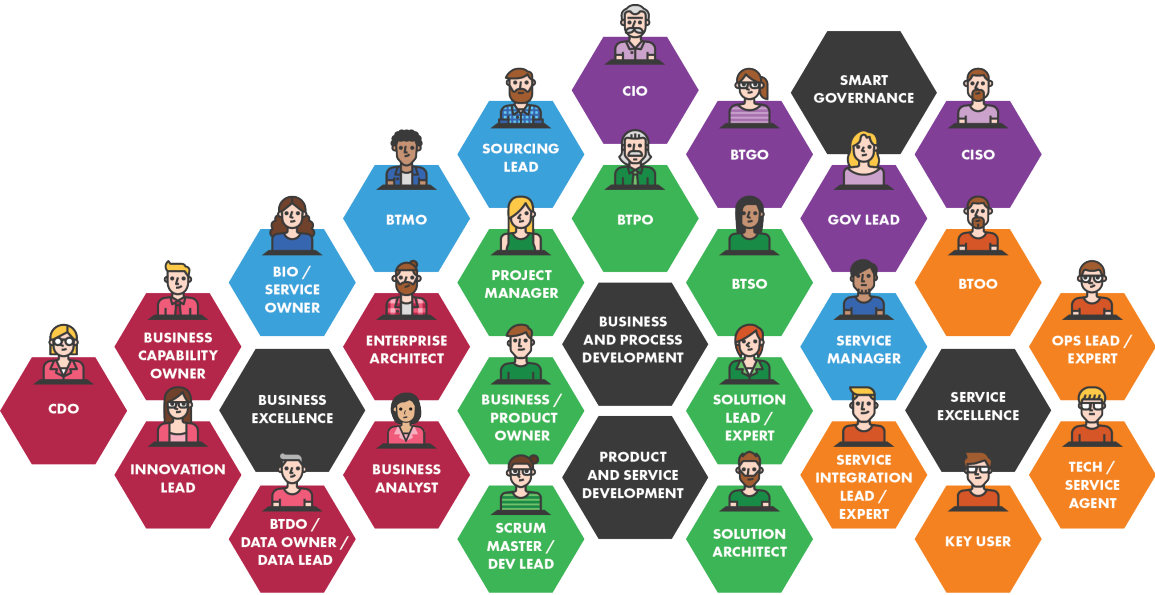 CIO
SMART
GOVERNANCE
SOURCING
LEAD
BTGO
CISO
BTMO
BTPO
GOV LEAD
BIO /
SERVICE
OWNER
PROJECT
MANAGER
BTSO
BTOO
BUSINESS
CAPABILITY
OWNER
ENTERPRISE
ARCHITECT
BUSINESS
AND PROCESS
DEVELOPMENT
SERVICE
MANAGER
OPS LEAD /
EXPERT
CDO
BUSINESS
EXCELLENCE
BUSINESS /
PRODUCT
OWNER
SOLUTION
LEAD /
EXPERT
SERVICE
EXCELLENCE
INNOVATION
LEAD
BUSINESS
ANALYST
PRODUCT
AND SERVICE
DEVELOPMENT
SERVICE
INTEGRATION
LEAD /
EXPERT
TECH /
SERVICE
AGENT
BTDO /
DATA OWNER /
DATA LEAD
SCRUM
MASTER /
DEV LEAD
SOLUTION
ARCHITECT
KEY USER